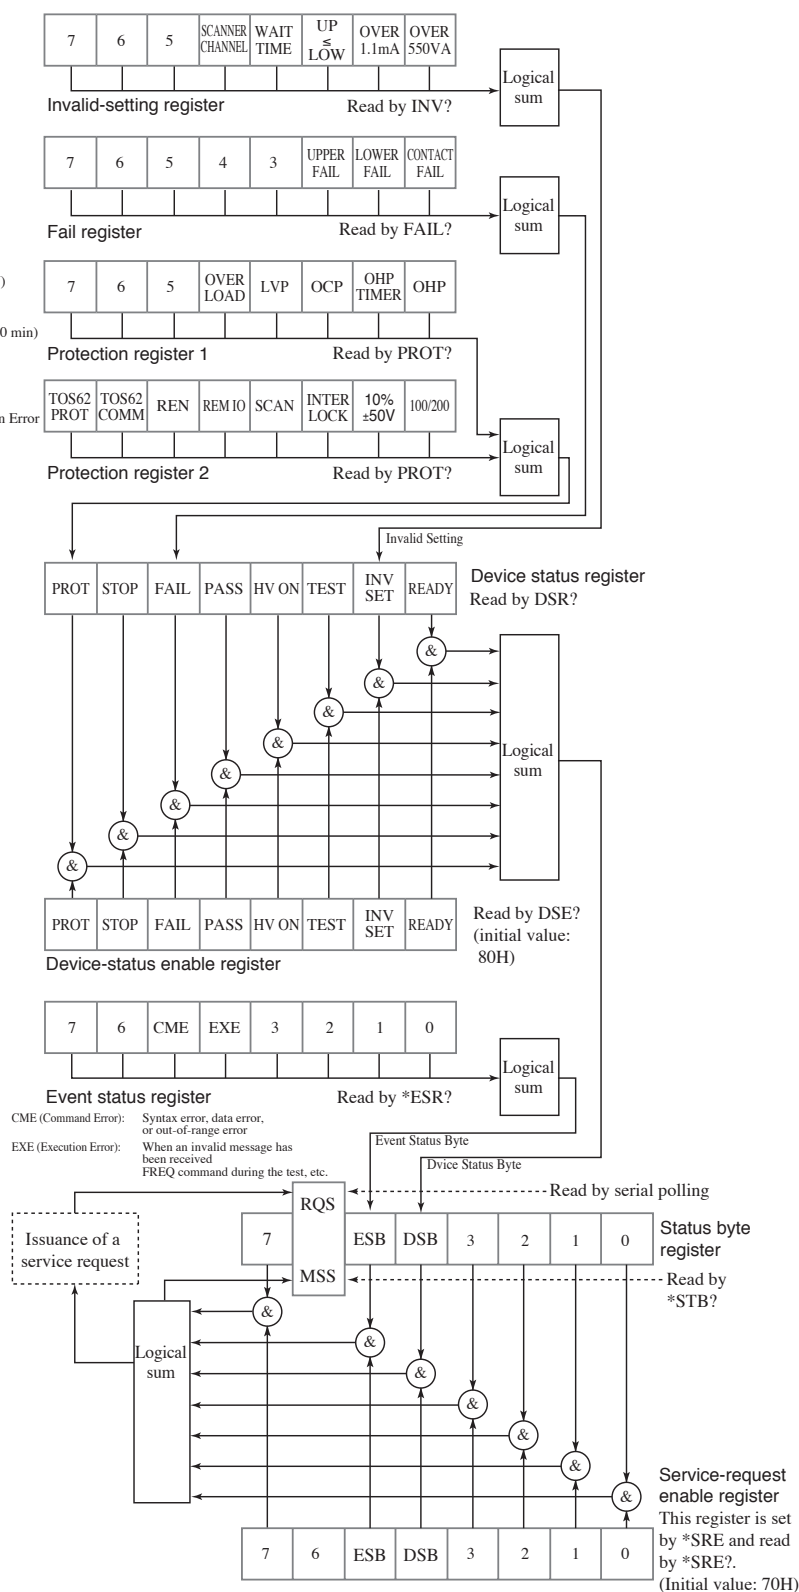 7 6 5 SCANNER CHANNEL WAIT TIME UP ≤ LOW OVER 1.1mA OVER 550VA
Logical sum
Invalid-setting register
Read by INV?
7 6 5 4 3 UPPER FAIL LOWER FAIL CONTACT FAIL
Logical sum
Fail register
Read by FAIL?
)
7 6 5 OVER LOAD LVP OCP OHP TIMER OHP
0 min)
Protection register 1
Read by PROT?
TOS62 PROT TOS62 COMM REN REM IO SCAN INTER LOCK 10% ±50V 100/200
n Error
Logical sum
Protection register 2
Read by PROT?
Invalid Setting
PROT STOP FAIL PASS HV ON TEST INV SET READY
Device status register
Read by DSR?
&
&
&
&
Logical sum
&
&
&
&
PROT STOP FAIL PASS HV ON TEST INV SET READY
Read by DSE?
(initial value:
80H)
Device-status enable register
7 6 CME EXE 3 2 1 0
Logical sum
Event status register
Read by *ESR?
CME (Command Error): Syntax error, data error,
or out-of-range error
EXE (Execution Error): When an invalid message has
been received
FREQ command during the test, etc.
Event Status Byte
Dvice Status Byte
RQS
Read by serial polling
Issuance of a
service request
7 ESB DSB 3 2 1 0
Status byte
register
MSS
Read by
*STB?
&
Logical sum
&
&
&
&
&
&
Service-request
enable register
This register is set
by *SRE and read
by *SRE?.
(Initial value: 70H)
7 6 ESB DSB 3 2 1 0